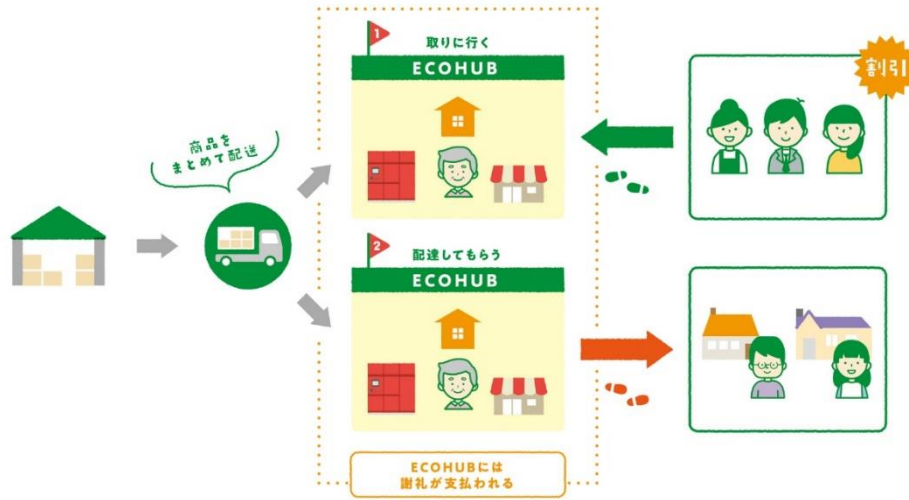 商品を
まとめて配送
1
取りに行く
ECOHUB
割引
2
配達してもらう
ECOHUB
ECOHUBには
謝礼が支払われる